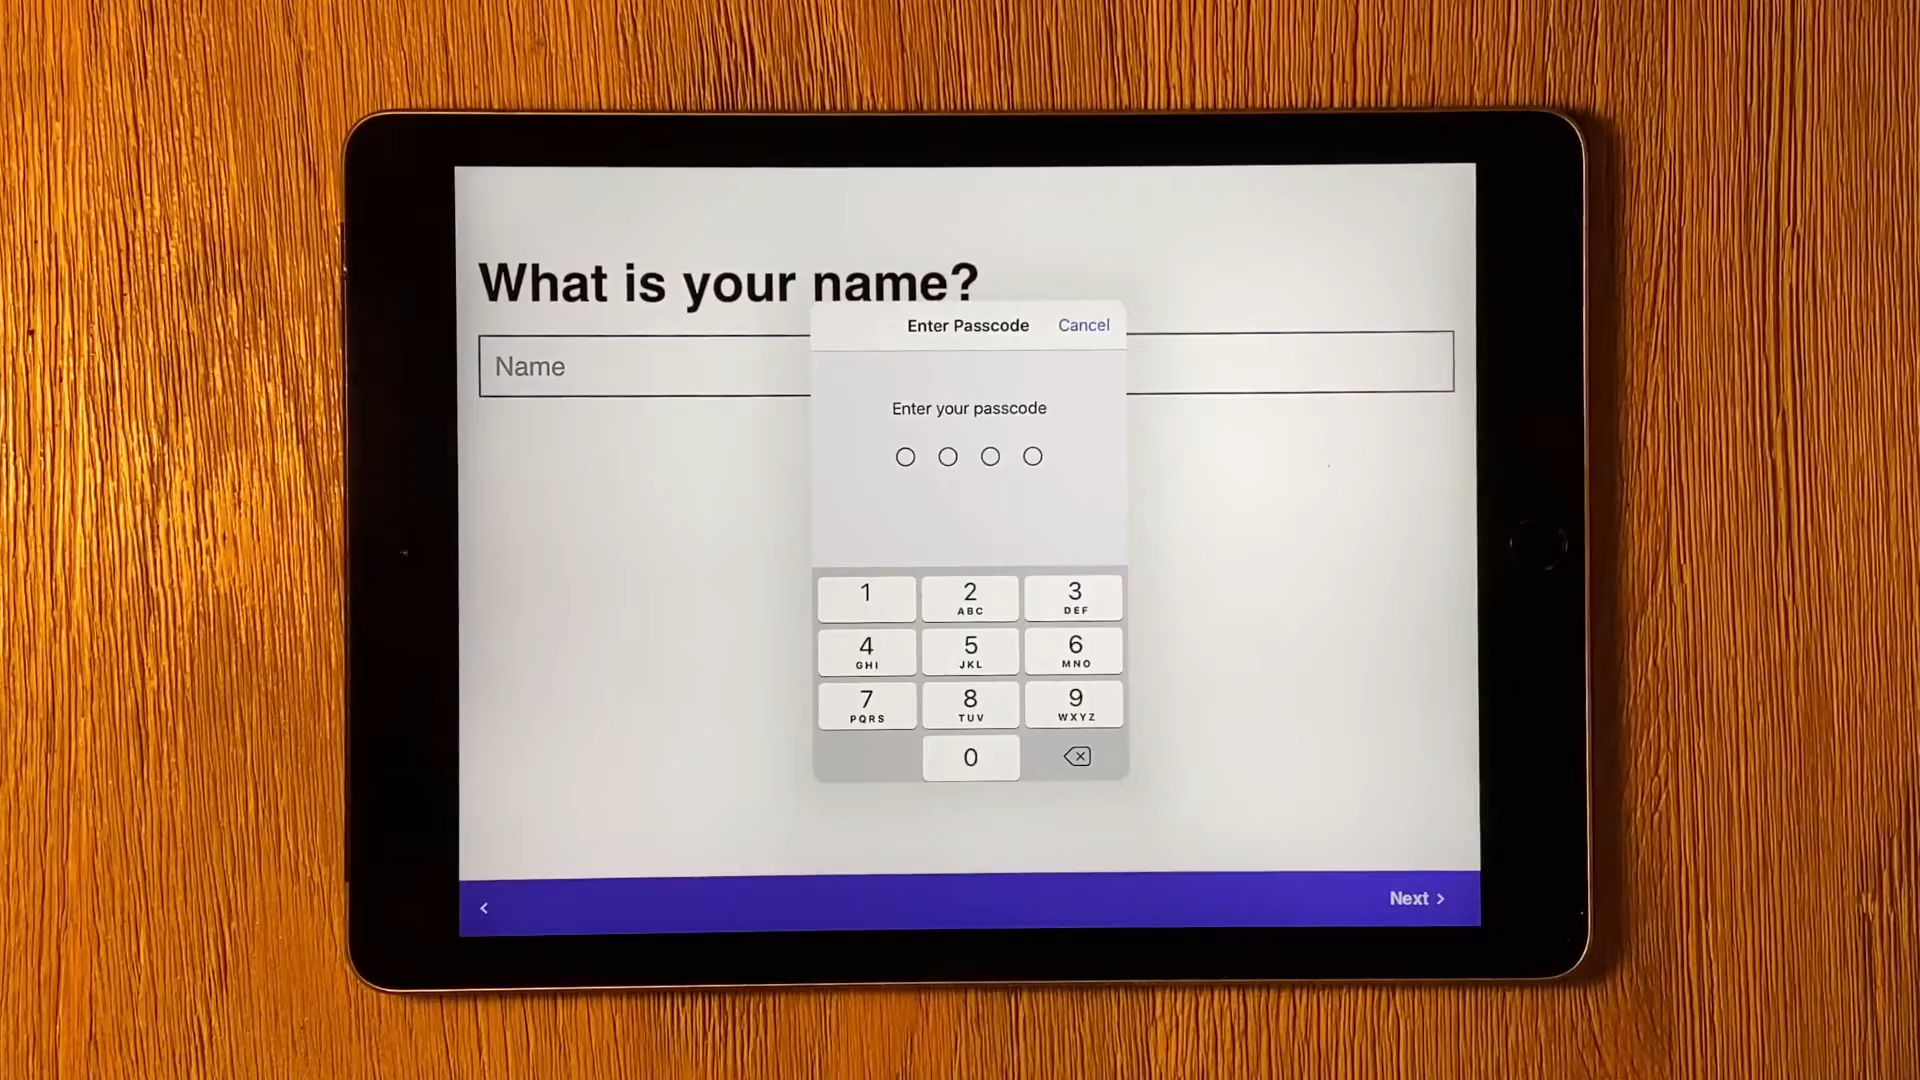 What is your name?
Name
Enter Passcode
Cancel
Enter your passcode
1
2
ABC
3
DEF
4
GHI
5
JKL
6
MNO
7
PQRS
8
TUV
9
WXYZ
0
Next